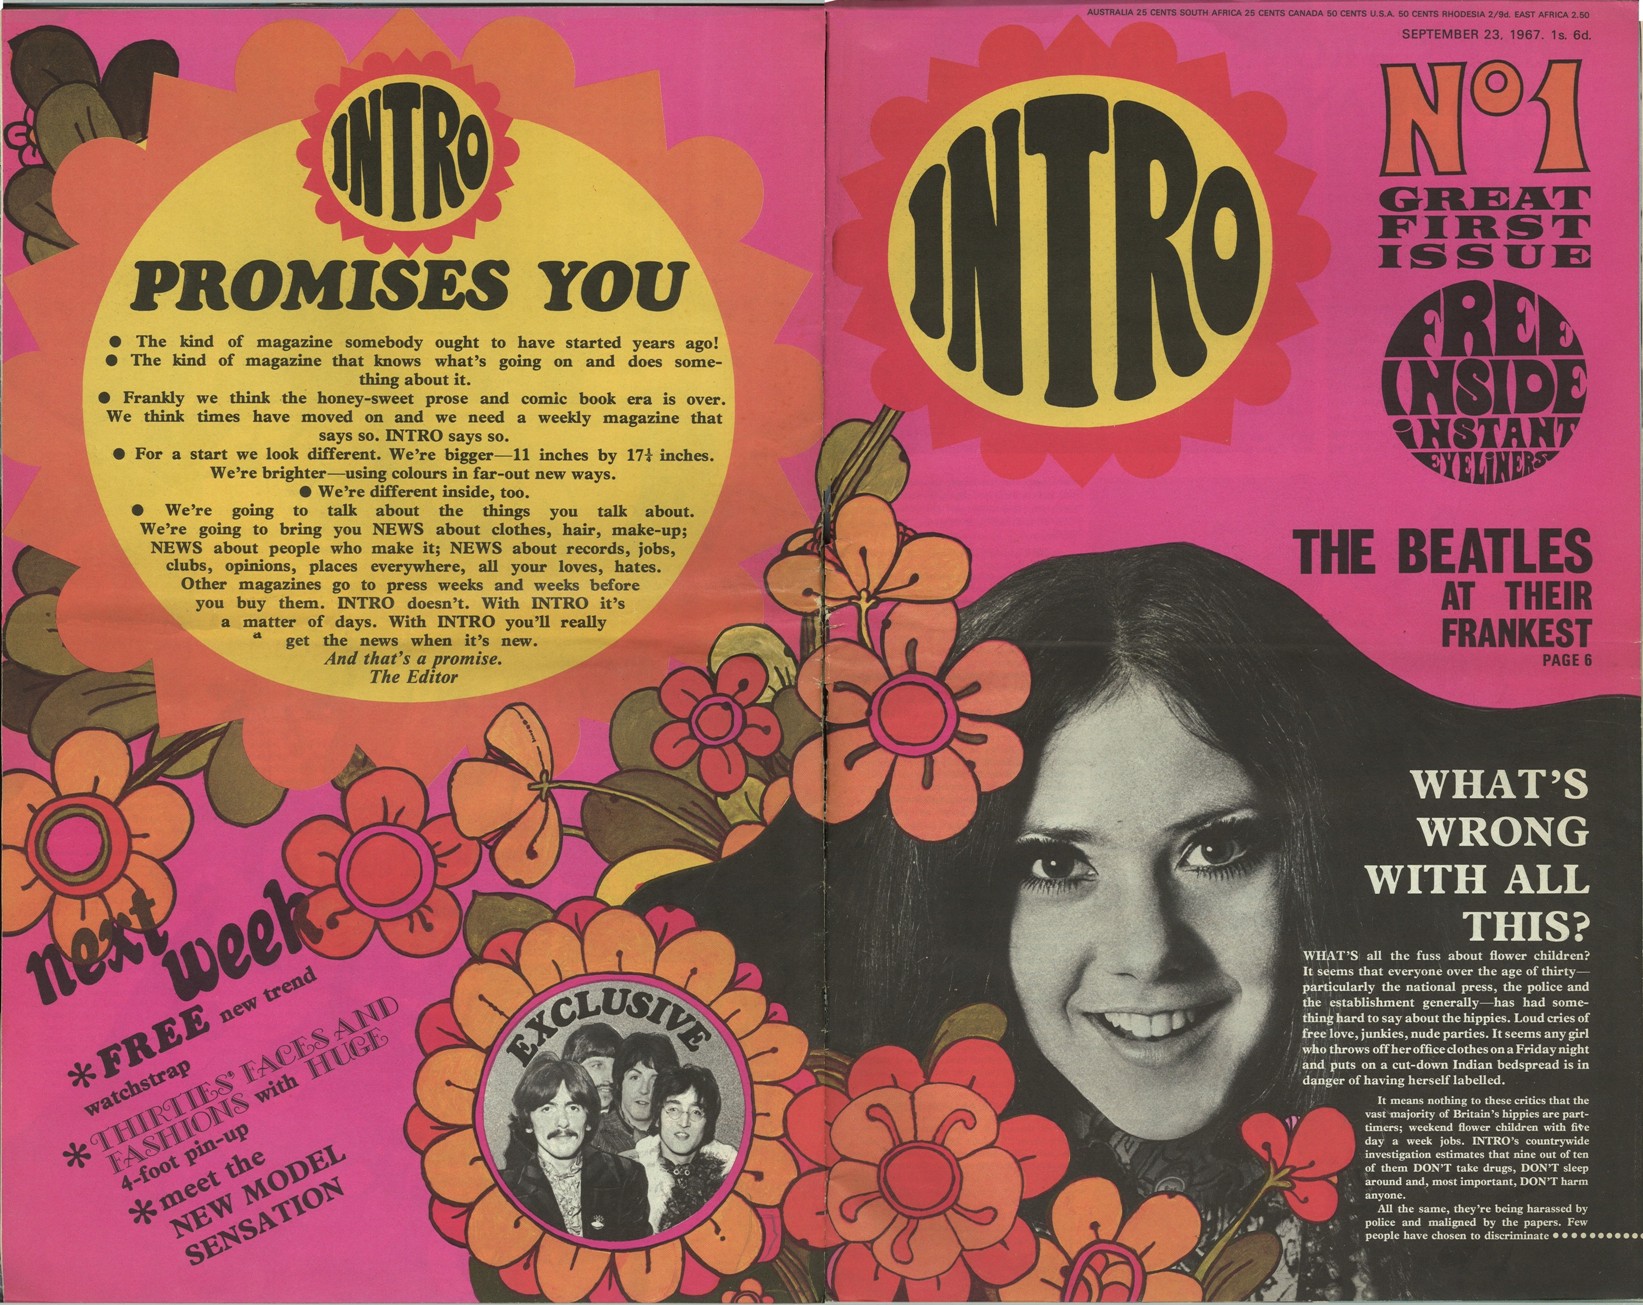 INTRO
PROMISES YOU
● The kind of magazine somebody ought to have started years ago!
● The kind of magazine that knows what's going on and does some-
thing about it.
● Frankly we think the honey-sweet prose and comic book era is over.
We think times have moved on and we need a weekly magazine that
says so. INTRO says so.
● For a start we look different. We're bigger—11 inches by 17¼ inches.
We're brighter—using colours in far-out new ways.
● We're different inside, too.
● We're going to talk about the things you talk about.
We're going to bring you NEWS about clothes, hair, make-up;
NEWS about people who make it; NEWS about records, jobs,
clubs, opinions, places everywhere, all your loves, hates.
Other magazines go to press weeks and weeks before
you buy them. INTRO doesn't. With INTRO it's
a matter of days. With INTRO you'll really
get the news when it's new.
And that's a promise.
The Editor
next
week.
*FREE new trend
watchstrap
*THIRTIES' FACES AND
FASHIONS with HUGE
4-foot pin-up
*meet the
NEW MODEL
SENSATION
EXCLUSIVE
AUSTRALIA 25 CENTS SOUTH AFRICA 25 CENTS CANADA 50 CENTS U.S.A. 50 CENTS RHODESIA 2/9d. EAST AFRICA 2.50
SEPTEMBER 23, 1967. 1s. 6d.
INTRO
Nº1
GREAT
FIRST
ISSUE
FREE
INSIDE
INSTANT
EYELINERS
THE BEATLES
AT THEIR
FRANKEST
PAGE 6
WHAT'S
WRONG
WITH ALL
THIS?
WHAT'S all the fuss about flower children?
It seems that everyone over the age of thirty—
particularly the national press, the police and
the establishment generally—has had some-
thing hard to say about the hippies. Loud cries of
free love, junkies, nude parties. It seems any girl
who throws off her office clothes on a Friday night
and puts on a cut-down Indian bedspread is in
danger of having herself labelled.
It means nothing to these critics that the
vast majority of Britain's hippies are part-
timers; weekend flower children with five
day a week jobs. INTRO's countrywide
investigation estimates that nine out of ten
of them DON'T take drugs, DON'T sleep
around and, most important, DON'T harm
anyone.
All the same, they're being harassed by
police and maligned by the papers. Few
people have chosen to discriminate ●●●●●●●●●●●